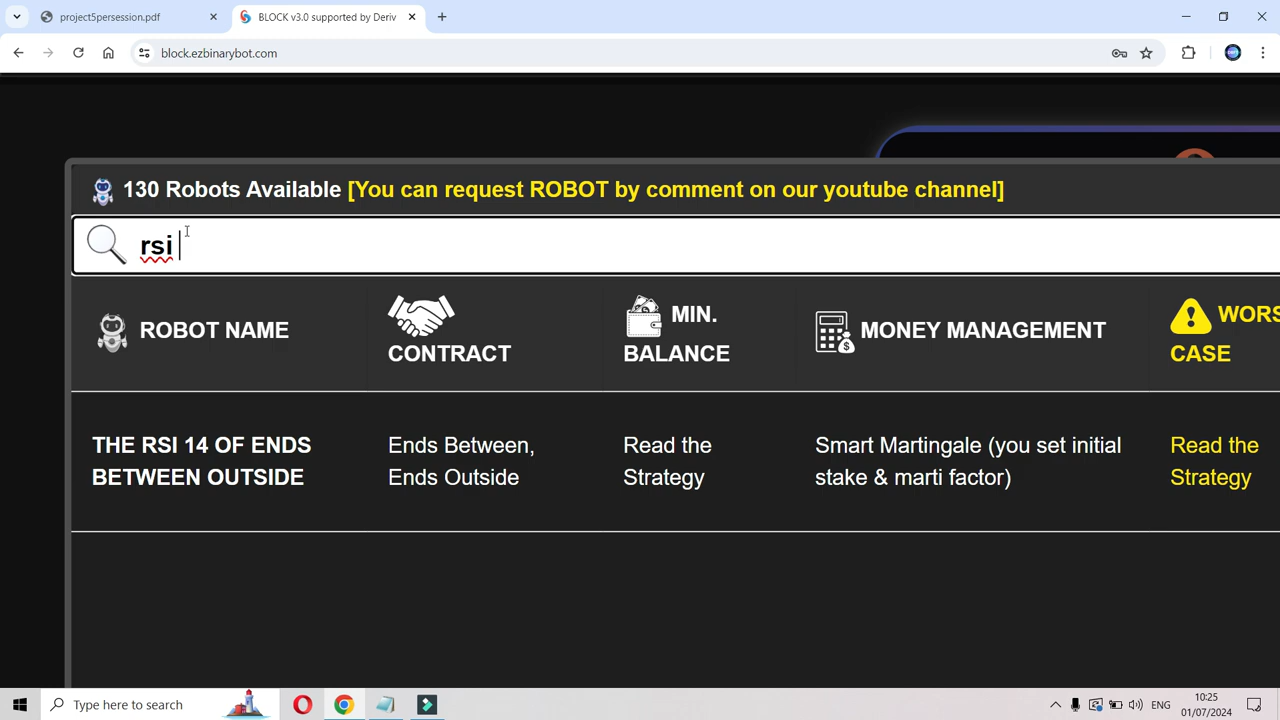 project5persession.pdf
BLOCK v3.0 supported by Deriv
block.ezbinarybot.com
130 Robots Available [You can request ROBOT by comment on our youtube channel]
rsi
ROBOT NAME
CONTRACT
MIN.
BALANCE
MONEY MANAGEMENT
WORS
CASE
THE RSI 14 OF ENDS
BETWEEN OUTSIDE
Ends Between,
Ends Outside
Read the
Strategy
Smart Martingale (you set initial
stake & marti factor)
Read the
Strategy
Type here to search
ENG
10:25
01/07/2024